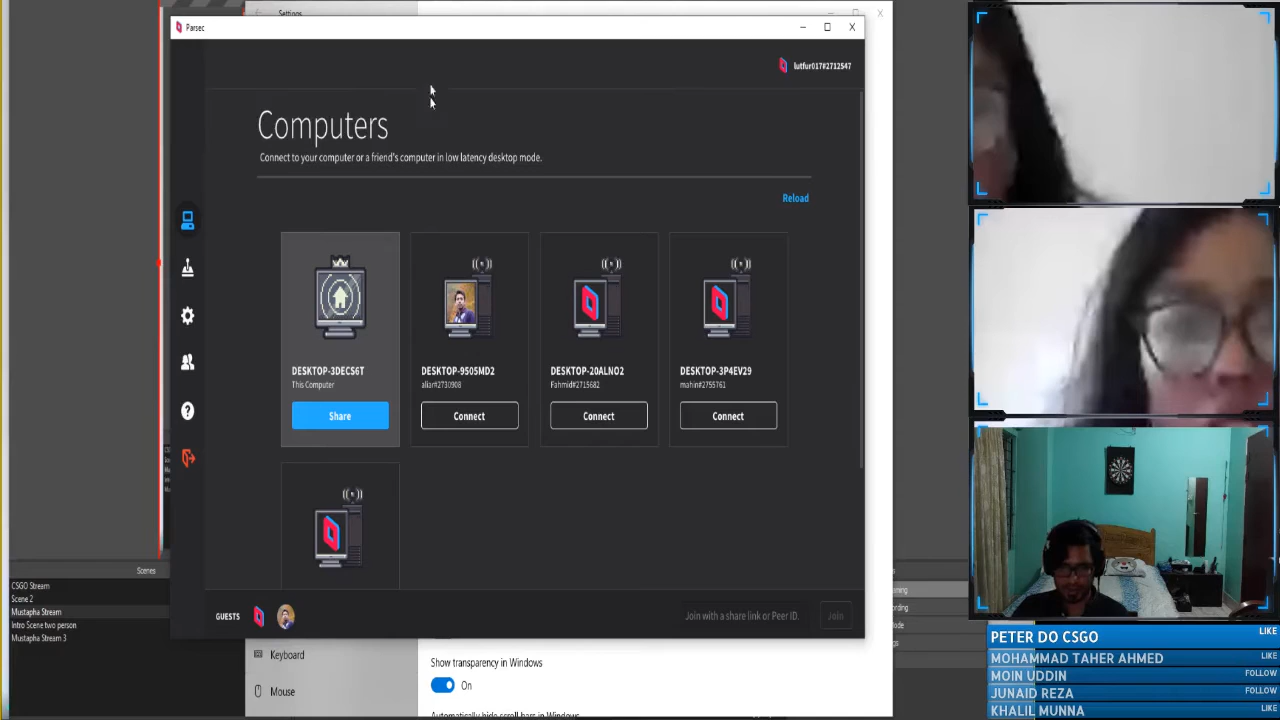 Settings
Parsec
lutfur017#2712547
Computers
Connect to your computer or a friend's computer in low latency desktop mode.
Reload
DESKTOP-3DECS6T
This Computer
Share
DESKTOP-9505MD2
aliar#2730908
Connect
DESKTOP-20ALNO2
Fahmid#2715682
Connect
DESKTOP-3P4EV29
mahin#2755761
Connect
GUESTS
Join with a share link or Peer ID.
Join
Scenes
CSGO Stream
Scene 2
Mustapha Stream
Intro Scene two person
Mustapha Stream 3
Keyboard
Mouse
Show transparency in Windows
On
PETER DO CSGO LIKE
MOHAMMAD TAHER AHMED LIKE
MOIN UDDIN FOLLOW
JUNAID REZA FOLLOW
KHALIL MUNNA LIKE